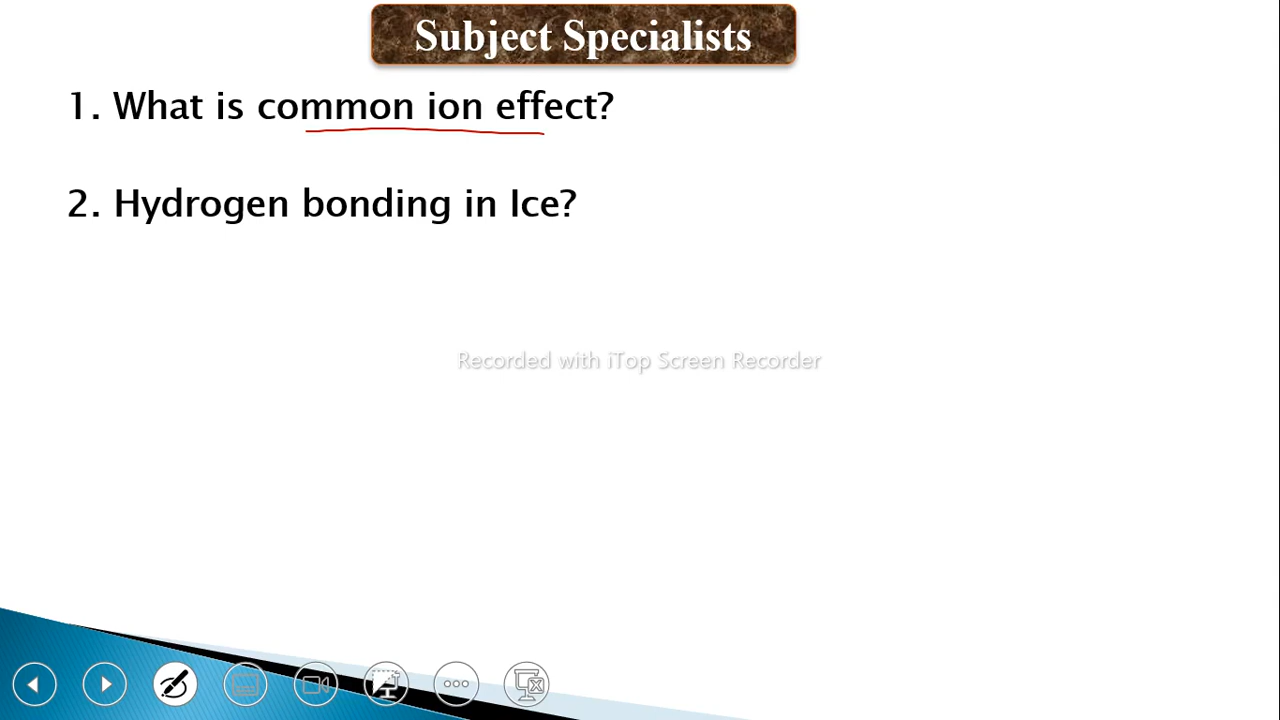 Subject Specialists
1. What is common ion effect?
2. Hydrogen bonding in Ice?
Recorded with iTop Screen Recorder